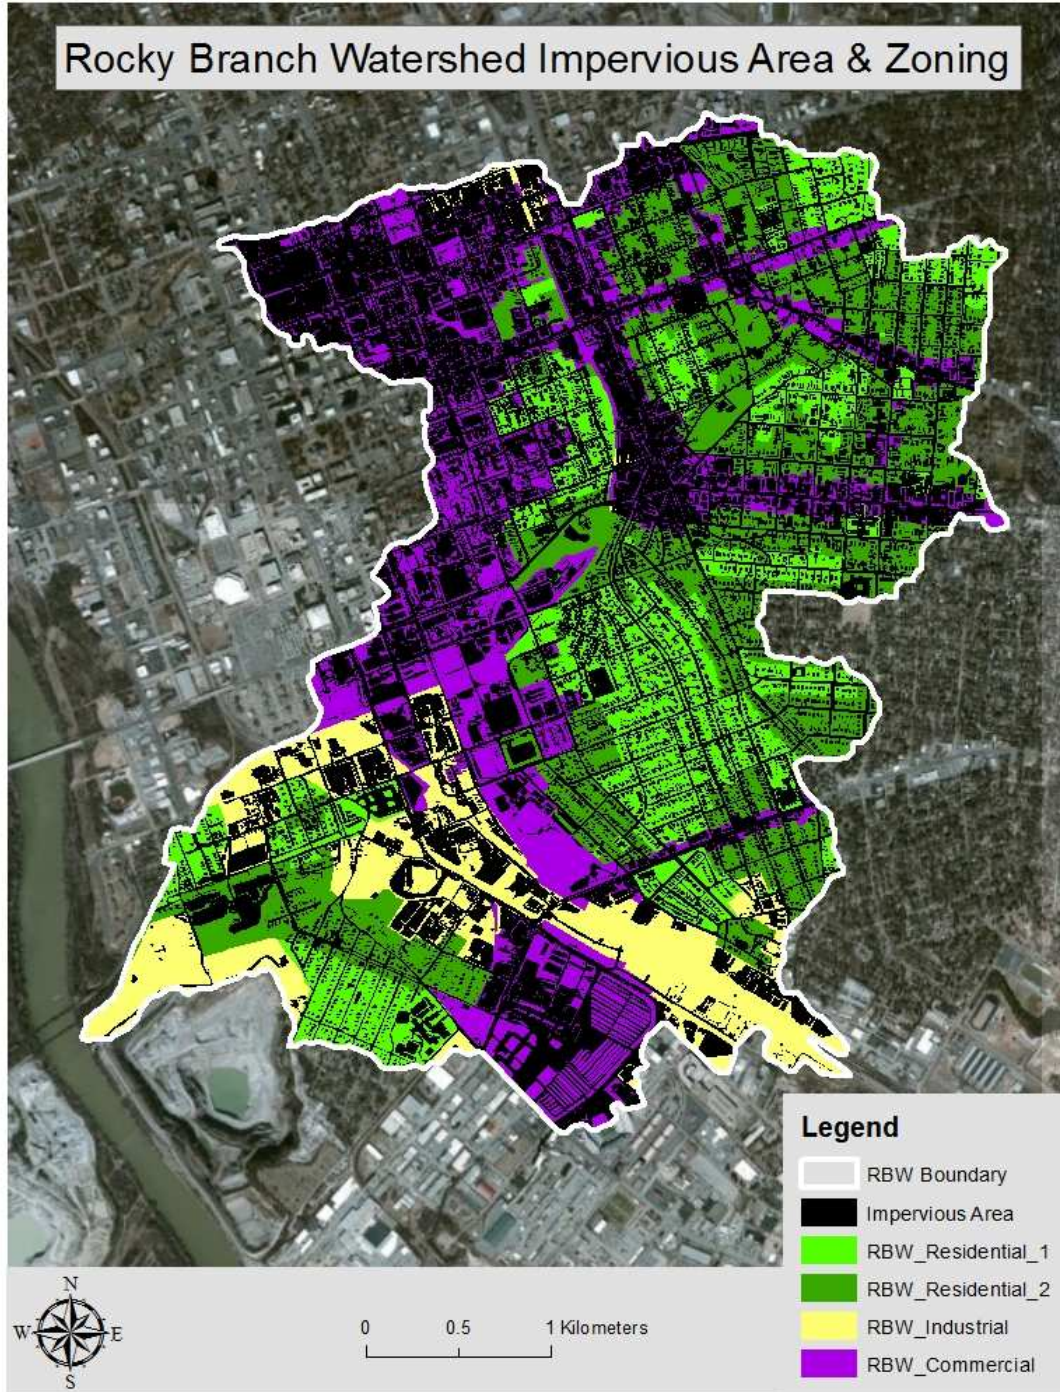 Rocky Branch Watershed Impervious Area & Zoning
Legend
RBW Boundary
Impervious Area
RBW_Residential_1
RBW_Residential_2
RBW_Industrial
RBW_Commercial
N
W E
S
0 0.5 1 Kilometers